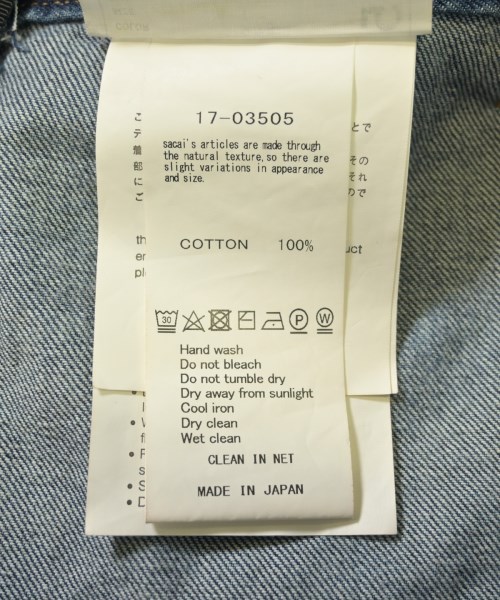 17-03505
sacai's articles are made through
the natural texture, so there are
slight variations in appearance
and size.
COTTON 100%
30
P
W
Hand wash
Do not bleach
Do not tumble dry
Dry away from sunlight
Cool iron
Dry clean
Wet clean
CLEAN IN NET
MADE IN JAPAN